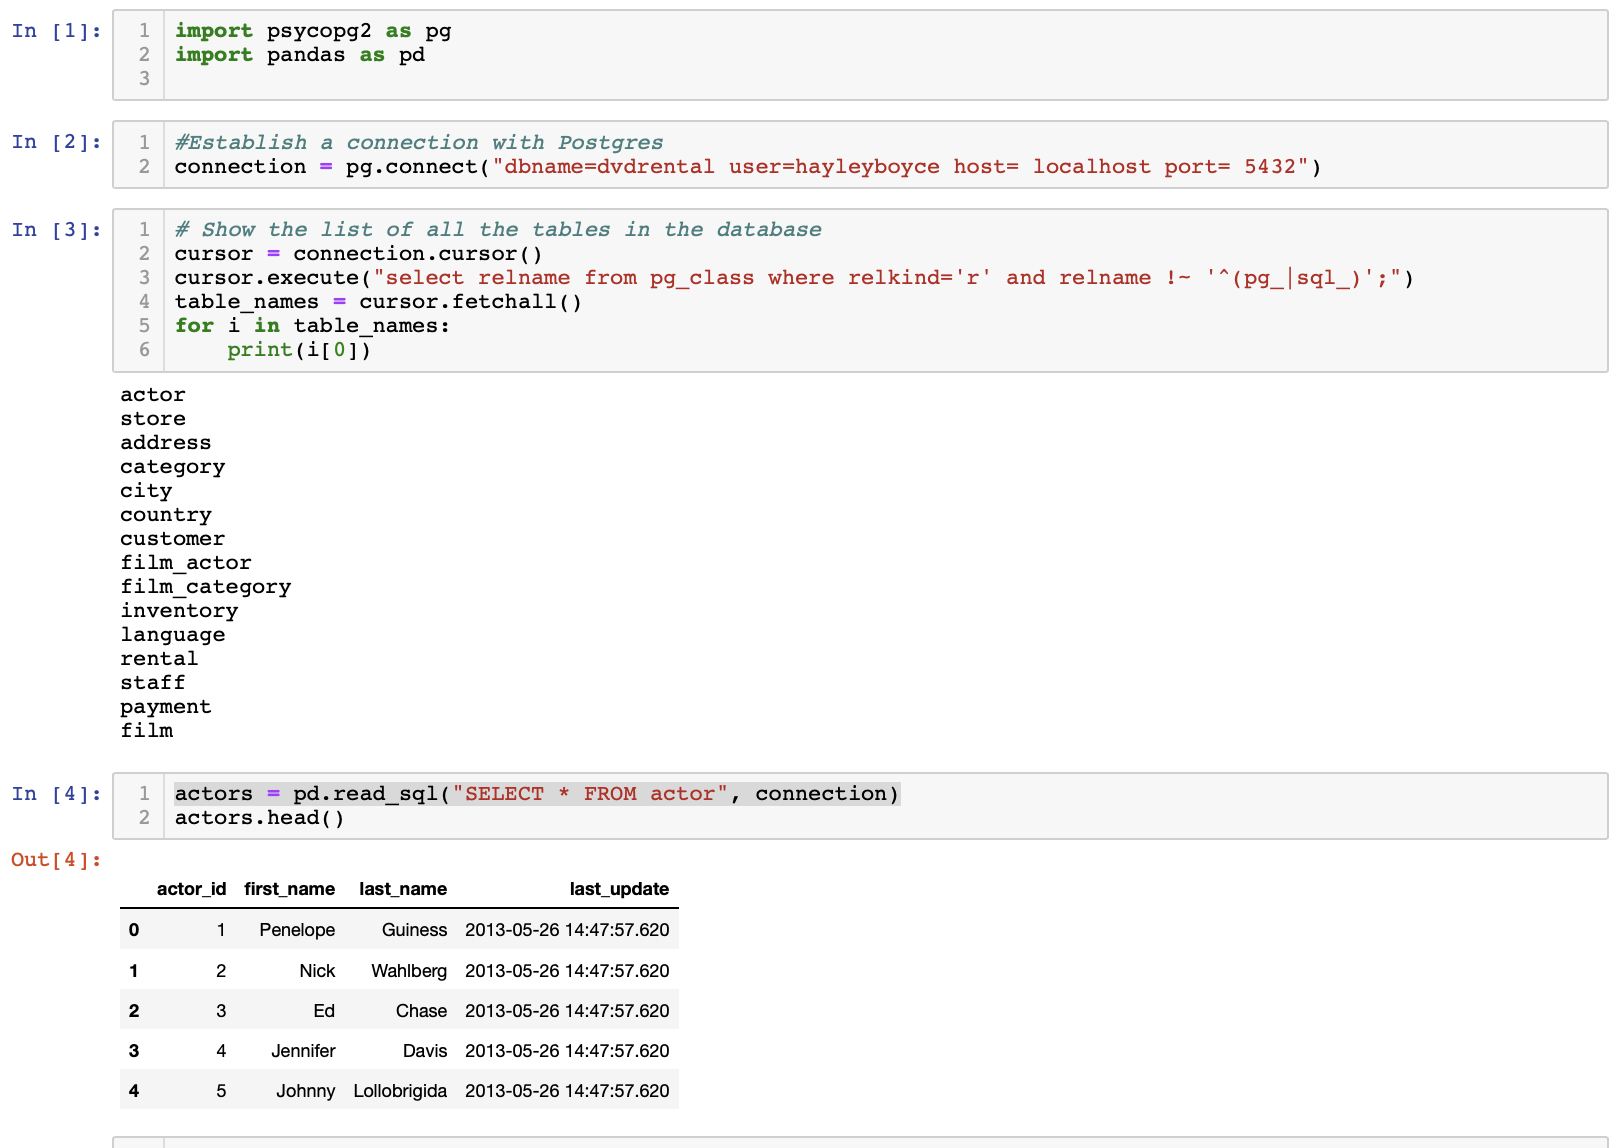 In [1]:
1 import psycopg2 as pg
2 import pandas as pd
3
In [2]:
1 #Establish a connection with Postgres
2 connection = pg.connect("dbname=dvdrental user=hayleyboyce host= localhost port= 5432")
In [3]:
1 # Show the list of all the tables in the database
2 cursor = connection.cursor()
3 cursor.execute("select relname from pg_class where relkind='r' and relname !~ '^(pg_|sql_)';")
4 table_names = cursor.fetchall()
5 for i in table_names:
6     print(i[0])
actor
store
address
category
city
country
customer
film_actor
film_category
inventory
language
rental
staff
payment
film
In [4]:
1 actors = pd.read_sql("SELECT * FROM actor", connection)
2 actors.head()
Out[4]:
actor_id first_name last_name last_update
0 1 Penelope Guiness 2013-05-26 14:47:57.620
1 2 Nick Wahlberg 2013-05-26 14:47:57.620
2 3 Ed Chase 2013-05-26 14:47:57.620
3 4 Jennifer Davis 2013-05-26 14:47:57.620
4 5 Johnny Lollobrigida 2013-05-26 14:47:57.620